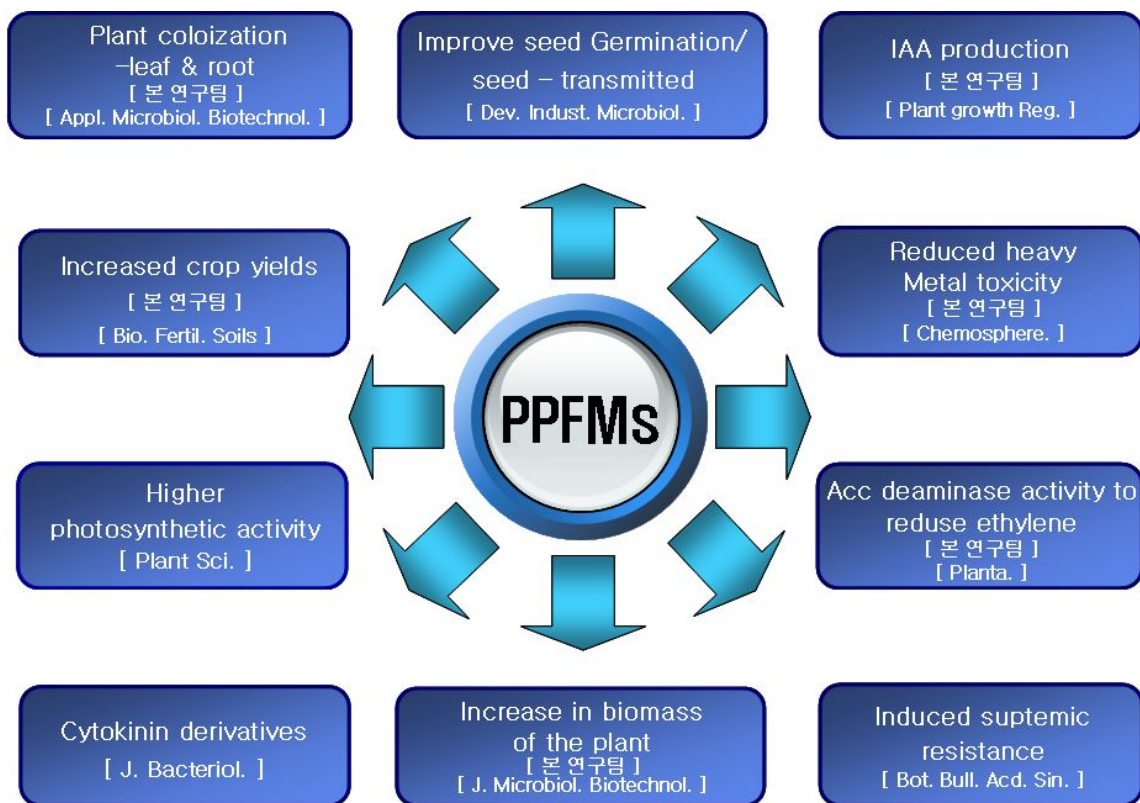 Plant coloization
-leaf & root
[ 본 연구팀 ]
[ Appl. Microbiol. Biotechnol. ]
Improve seed Germination/
seed - transmitted
[ Dev. Indust. Microbiol. ]
IAA production
[ 본 연구팀 ]
[ Plant growth Reg. ]
Increased crop yields
[ 본 연구팀 ]
[ Bio. Fertil. Soils ]
Reduced heavy
Metal toxicity
[ 본 연구팀 ]
[ Chemosphere. ]
PPFMs
Higher
photosynthetic activity
[ Plant Sci. ]
Acc deaminase activity to
reduse ethylene
[ 본 연구팀 ]
[ Planta. ]
Cytokinin derivatives
[ J. Bacteriol. ]
Increase in biomass
of the plant
[ 본 연구팀 ]
[ J. Microbiol. Biotechnol. ]
Induced suptemic
resistance
[ Bot. Bull. Acd. Sin. ]